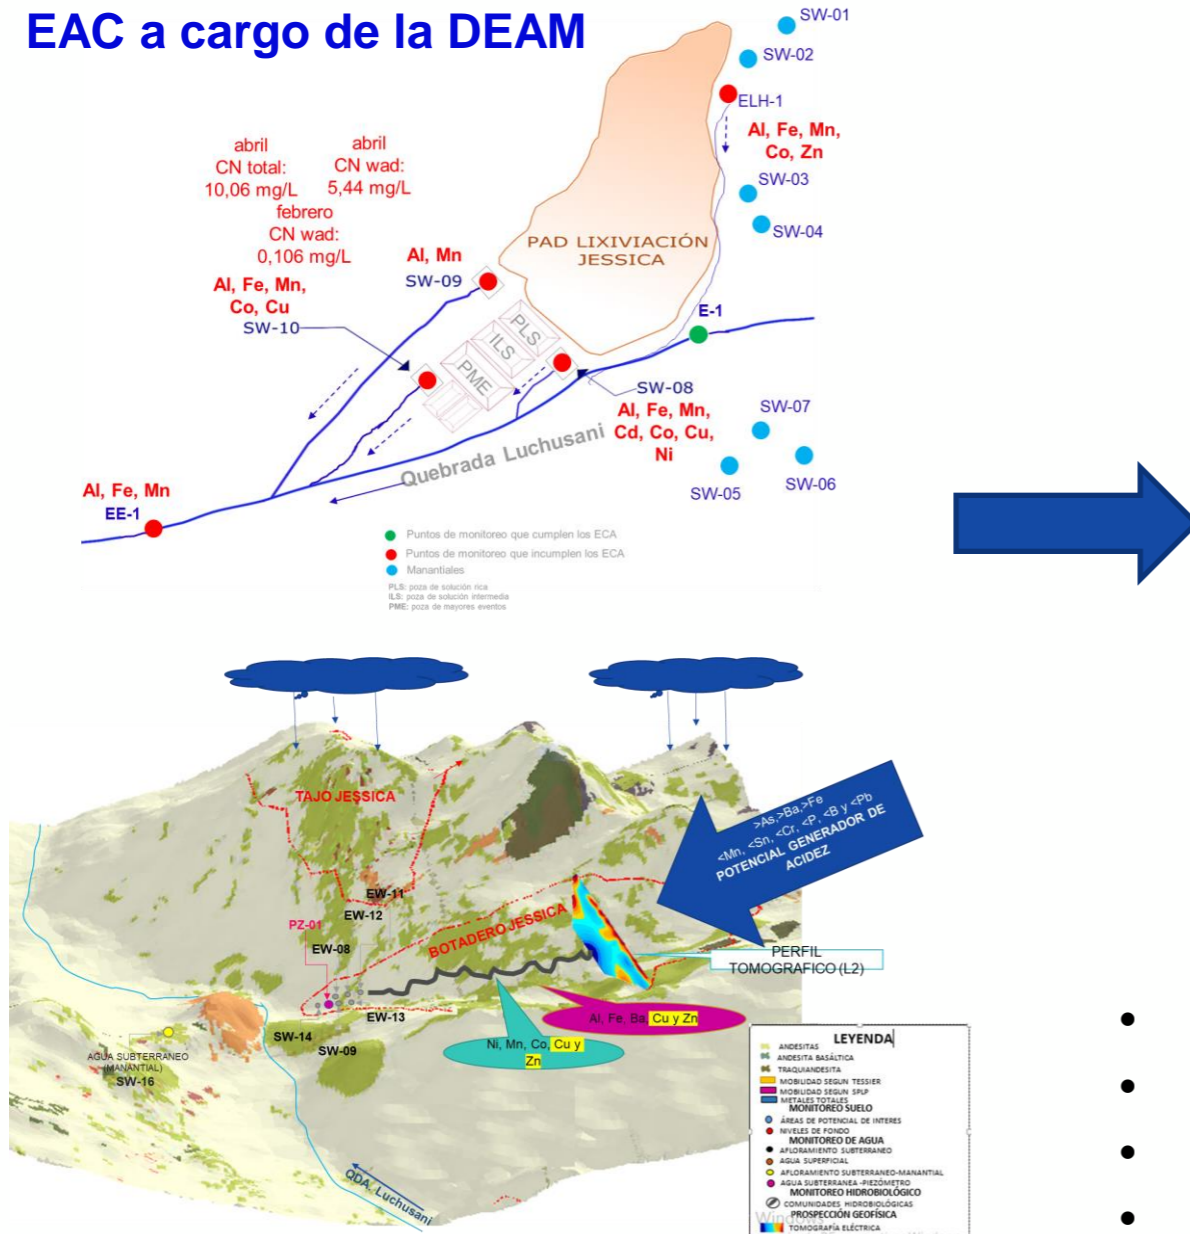 EAC a cargo de la DEAM
SW-01
SW-02
ELH-1
Al, Fe, Mn,
Co, Zn
SW-03
SW-04
abril
CN total:
10,06 mg/L
abril
CN wad:
5,44 mg/L
febrero
CN wad:
0,106 mg/L
PAD LIXIVIACIÓN
JESSICA
Al, Mn
SW-09
Al, Fe, Mn,
Co, Cu
SW-10
E-1
PLS
ILS
PME
SW-08
Al, Fe, Mn,
Cd, Co, Cu,
Ni
SW-07
SW-06
SW-05
Quebrada Luchusani
Al, Fe, Mn
EE-1
Puntos de monitoreo que cumplen los ECA
Puntos de monitoreo que incumplen los ECA
Manantiales
PLS: poza de solución rica
ILS: poza de solución intermedia
PME: poza de mayores eventos
TAJO JESSICA
>As,>Ba,>Fe
<Mn, <Sn, <Cr, <P, <B y <Pb
POTENCIAL GENERADOR DE
ACIDEZ
EW-11
EW-12
PZ-01
EW-08
BOTADERO JESSICA
PERFIL
TOMOGRAFICO (L2)
EW-13
Al, Fe, Ba, Cu y Zn
SW-14
SW-09
Ni, Mn, Co, Cu y
Zn
AGUA SUBTERRANEO
(MANANTIAL)
SW-16
QDA. Luchusani
LEYENDA
ANDESITAS
ANDESITA BASÁLTICA
TRAQUIANDESITA
MOBILIDAD SEGUN TESSIER
MOBILIDAD SEGUN SPLP
METALES TOTALES
MONITOREO SUELO
ÁREAS DE POTENCIAL DE INTERES
NIVELES DE FONDO
MONITOREO DE AGUA
AFLORAMIENTO SUBTERRANEO
AGUA SUPERFICIAL
AFLORAMIENTO SUBTERRANEO-MANANTIAL
AGUA SUBTERRANEA -PIEZÓMETRO
MONITOREO HIDROBIOLÓGICO
COMUNIDADES HIDROBIOLÓGICAS
PROSPECCIÓN GEOFÍSICA
TOMOGRAFÍA ELÉCTRICA